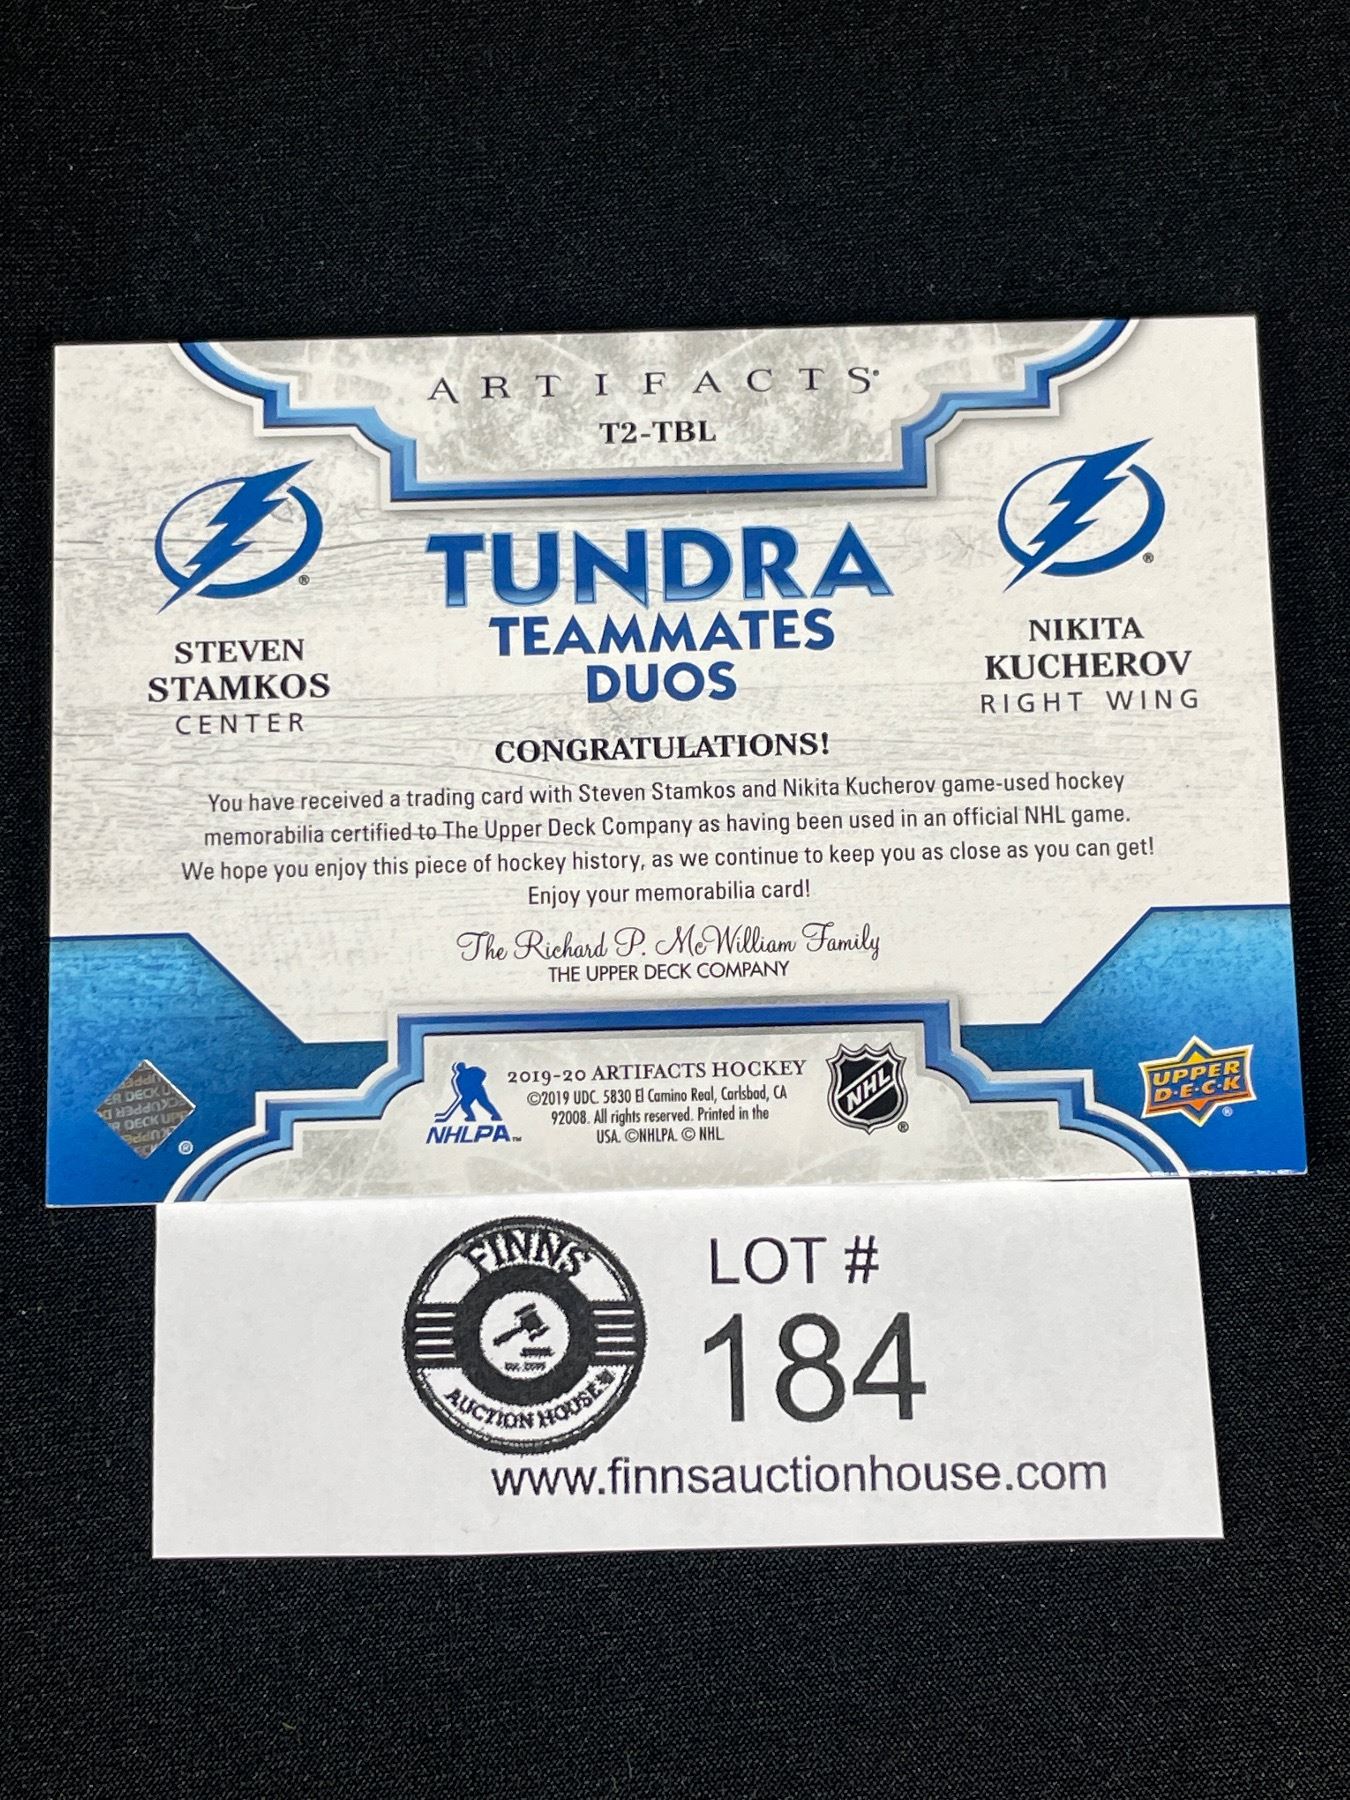 ARTIFACTS®
T2-TBL
TUNDRA
TEAMMATES
DUOS
STEVEN
STAMKOS
CENTER
NIKITA
KUCHEROV
RIGHT WING
CONGRATULATIONS!
You have received a trading card with Steven Stamkos and Nikita Kucherov game-used hockey
memorabilia certified to The Upper Deck Company as having been used in an official NHL game.
We hope you enjoy this piece of hockey history, as we continue to keep you as close as you can get!
Enjoy your memorabilia card!
The Richard P. McWilliam Family
THE UPPER DECK COMPANY
NHLPA™
2019-20 ARTIFACTS HOCKEY
©2019 UDC. 5830 El Camino Real, Carlsbad, CA
92008. All rights reserved. Printed in the
USA. ©NHLPA. © NHL
NHL®
UPPER
D·E·C·K®
FINNS
AUCTION HOUSE
LOT #
184
www.finnsauctionhouse.com